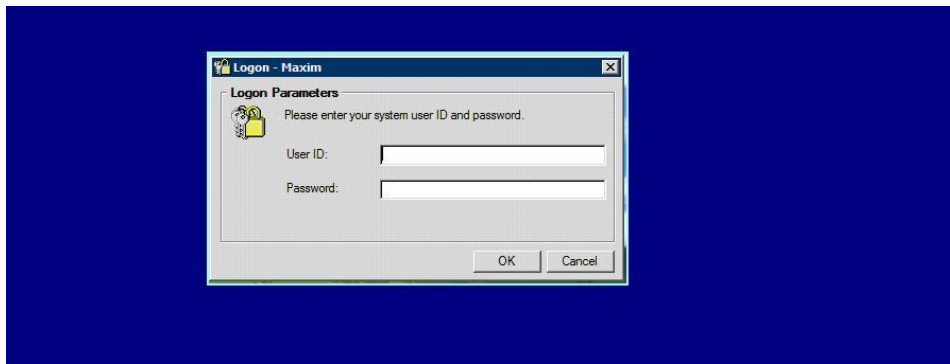 Logon - Maxim
Logon Parameters
Please enter your system user ID and password.
User ID:
Password:
OK Cancel